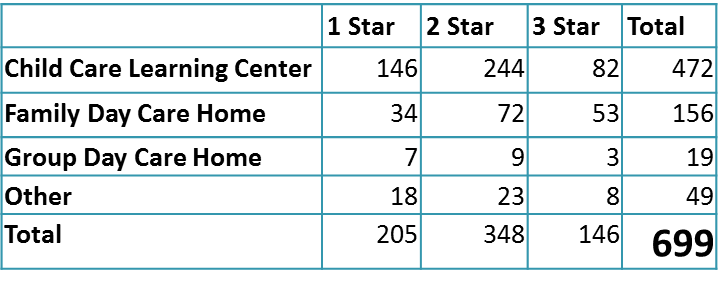 1 Star 2 Star 3 Star Total
Child Care Learning Center 146 244 82 472
Family Day Care Home 34 72 53 156
Group Day Care Home 7 9 3 19
Other 18 23 8 49
Total 205 348 146 699